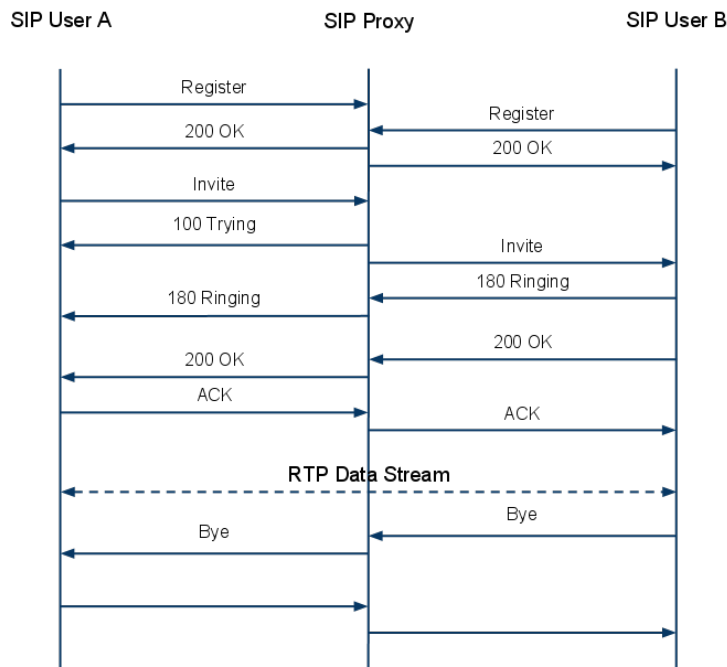 SIP User A
SIP Proxy
SIP User B
Register
Register
200 OK
200 OK
Invite
100 Trying
Invite
180 Ringing
180 Ringing
200 OK
200 OK
ACK
ACK
RTP Data Stream
Bye
Bye